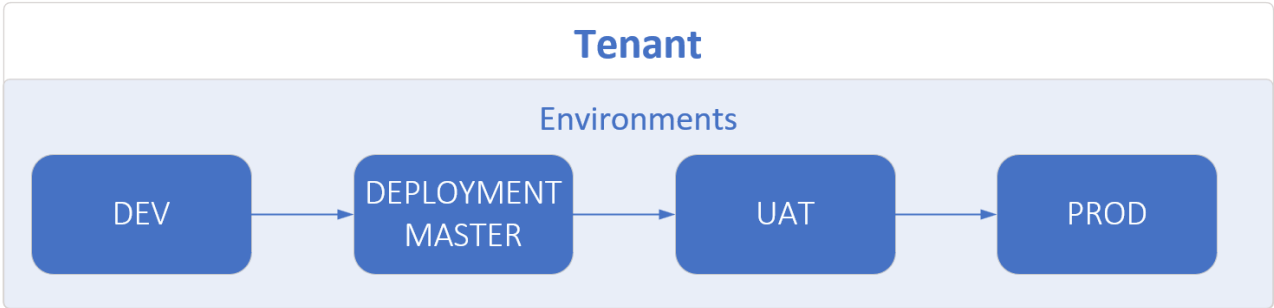 Tenant
Environments
DEV
DEPLOYMENT
MASTER
UAT
PROD